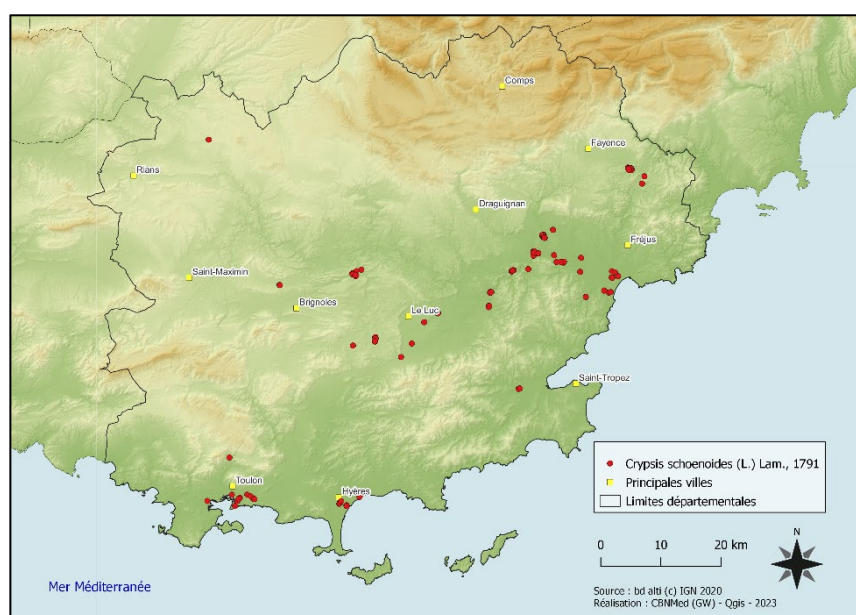 Comps
Fayence
Rians
Draguignan
Fréjus
Saint-Maximin
Brignoles
Le Luc
Saint-Tropez
Toulon
Hyères
Crypsis schoenoides (L.) Lam., 1791
Principales villes
Limites départementales
0 10 20 km
N
Mer Méditerranée
Source : bd alti (c) IGN 2020
Réalisation : CBNMed (GW) - Qgis - 2023